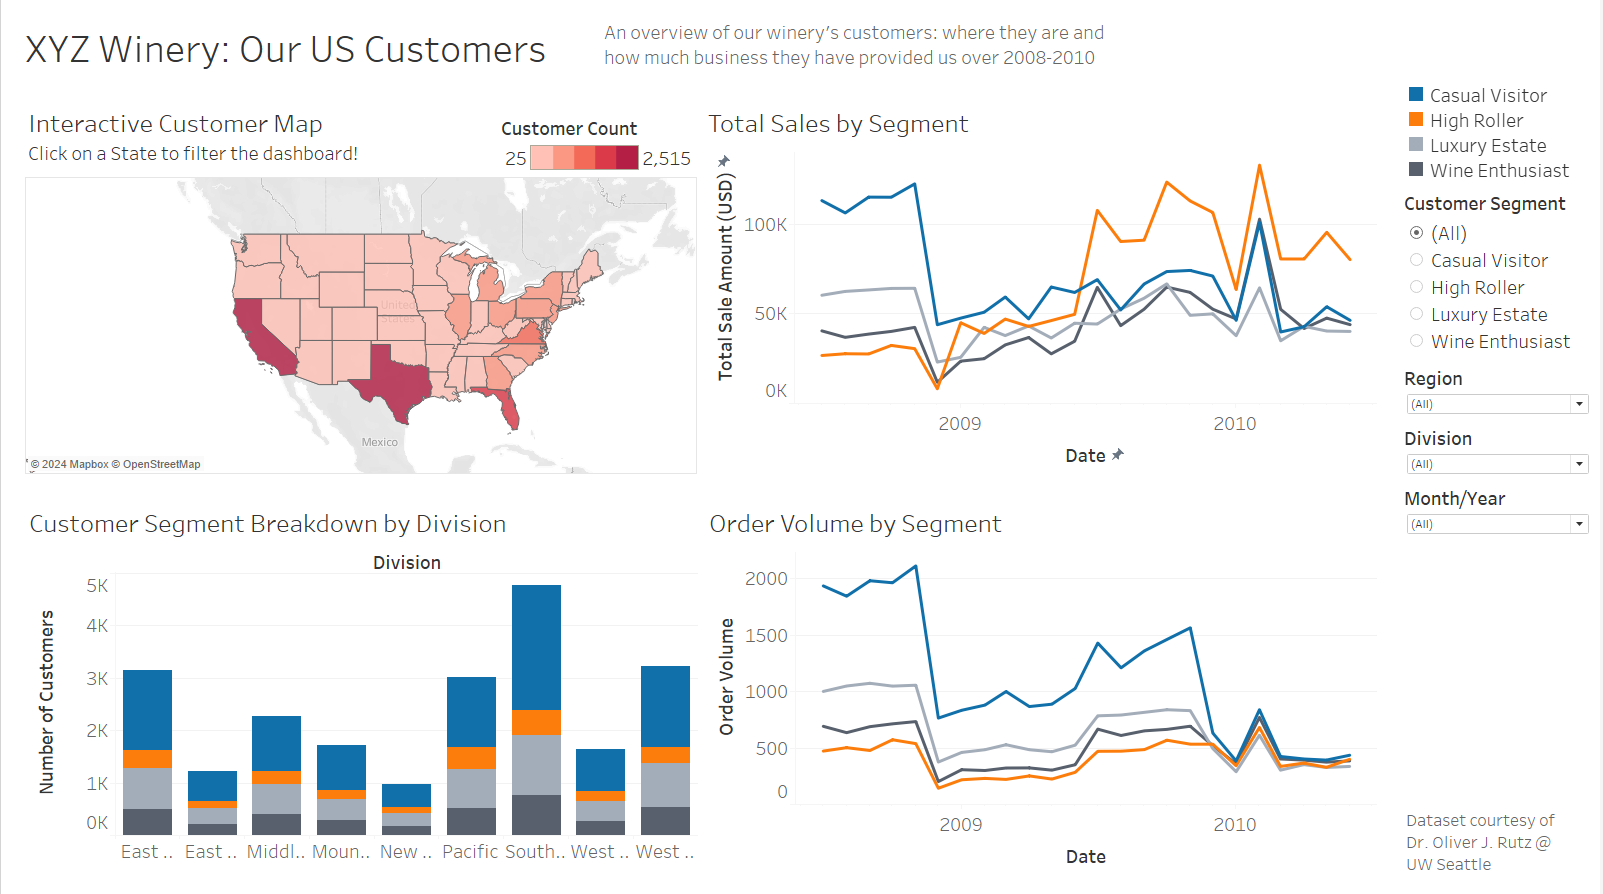 XYZ Winery: Our US Customers
An overview of our winery's customers: where they are and
how much business they have provided us over 2008-2010
Interactive Customer Map
Click on a State to filter the dashboard!
Customer Count
25
2,515
United
States
Mexico
© 2024 Mapbox © OpenStreetMap
Total Sales by Segment
Total Sale Amount (USD)
100K
50K
0K
2009
2010
Date
Casual Visitor
High Roller
Luxury Estate
Wine Enthusiast
Customer Segment
(All)
Casual Visitor
High Roller
Luxury Estate
Wine Enthusiast
Region
(All)
Division
(All)
Month/Year
(All)
Customer Segment Breakdown by Division
Division
Number of Customers
5K
4K
3K
2K
1K
0K
East ..
East ..
Middl..
Moun..
New ..
Pacific
South..
West ..
West ..
Order Volume by Segment
Order Volume
2000
1500
1000
500
0
2009
2010
Date
Dataset courtesy of
Dr. Oliver J. Rutz @
UW Seattle